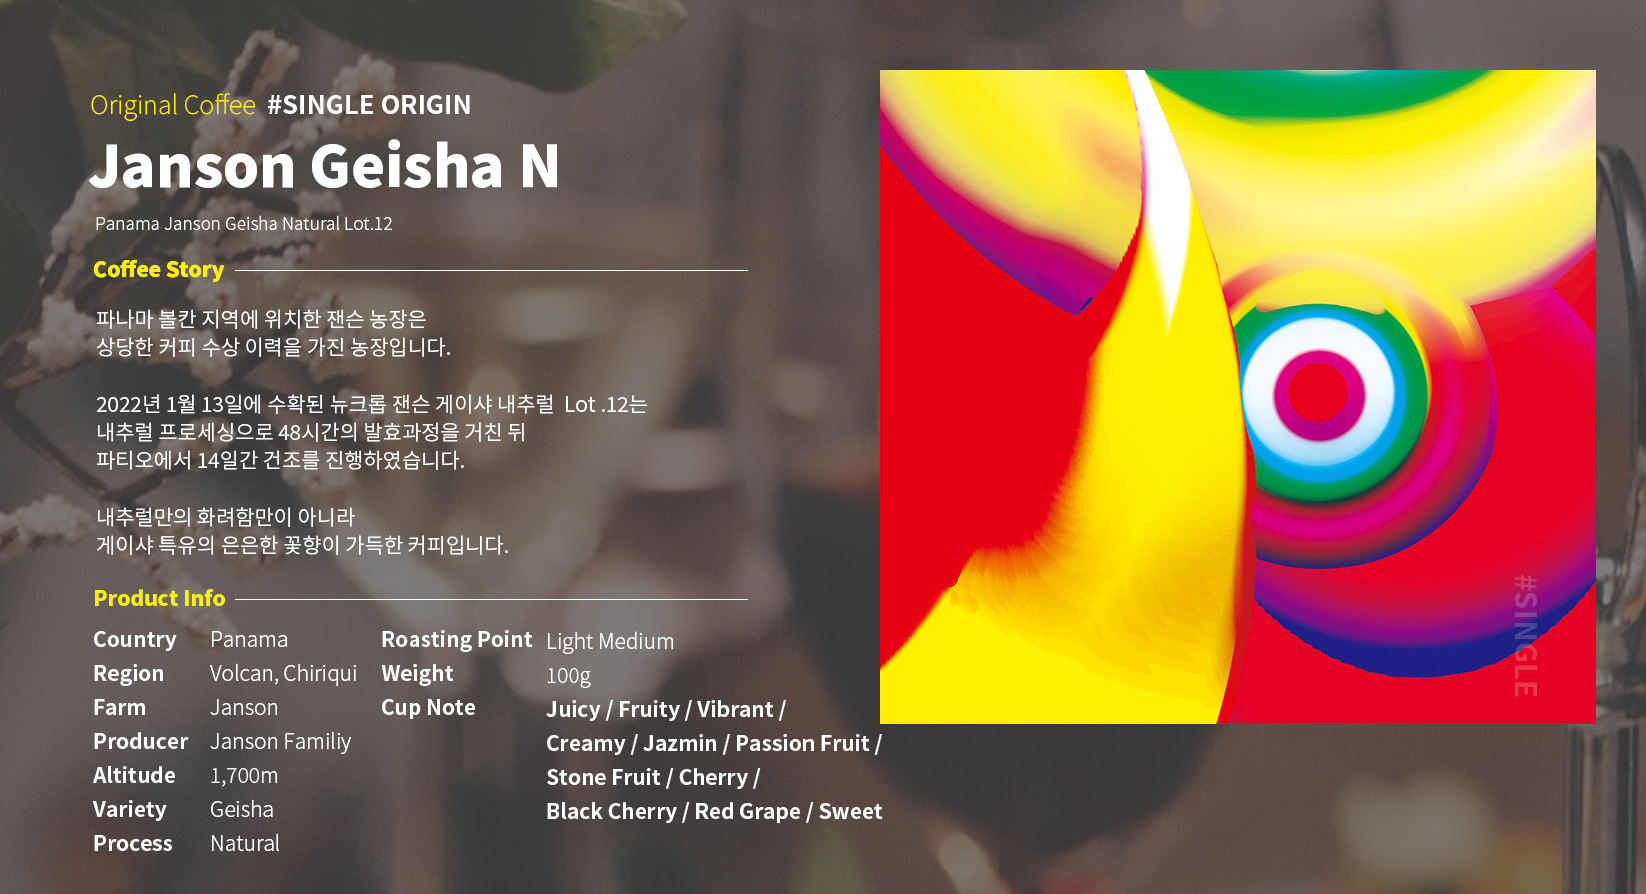 Original Coffee #SINGLE ORIGIN
Janson Geisha N
Panama Janson Geisha Natural Lot.12
Coffee Story
파나마 볼칸 지역에 위치한 잰슨 농장은
상당한 커피 수상 이력을 가진 농장입니다.
2022년 1월 13일에 수확된 뉴크롭 잰슨 게이샤 내추럴 Lot .12는
내추럴 프로세싱으로 48시간의 발효과정을 거친 뒤
파티오에서 14일간 건조를 진행하였습니다.
내추럴만의 화려함만이 아니라
게이샤 특유의 은은한 꽃향이 가득한 커피입니다.
Product Info
Country Panama
Region Volcan, Chiriqui
Farm Janson
Producer Janson Familiy
Altitude 1,700m
Variety Geisha
Process Natural
Roasting Point Light Medium
Weight 100g
Cup Note Juicy / Fruity / Vibrant /
Creamy / Jazmin / Passion Fruit /
Stone Fruit / Cherry /
Black Cherry / Red Grape / Sweet
#SINGLE